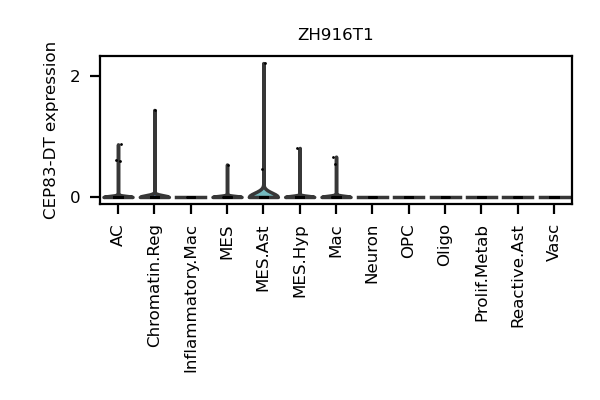 ZH916T1
CEP83-DT expression
2
0
AC
Chromatin.Reg
Inflammatory.Mac
MES
MES.Ast
MES.Hyp
Mac
Neuron
OPC
Oligo
Prolif.Metab
Reactive.Ast
Vasc